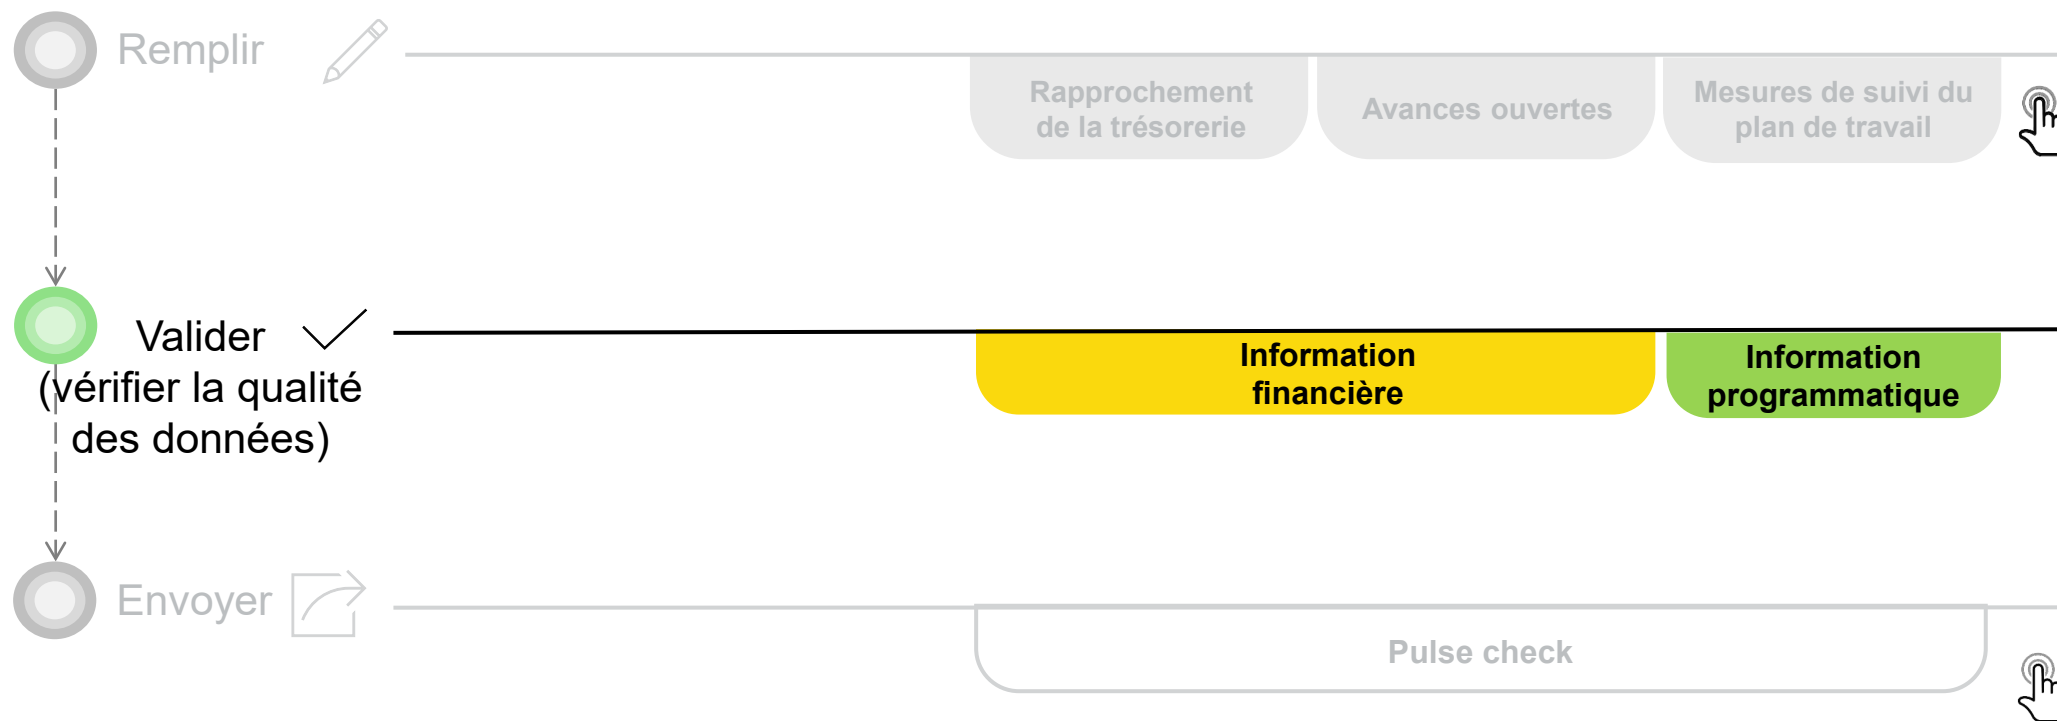 Remplir
Rapprochement
de la trésorerie
Avances ouvertes
Mesures de suivi du
plan de travail
Valider
(vérifier la qualité
des données)
Information
financière
Information
programmatique
Envoyer
Pulse check